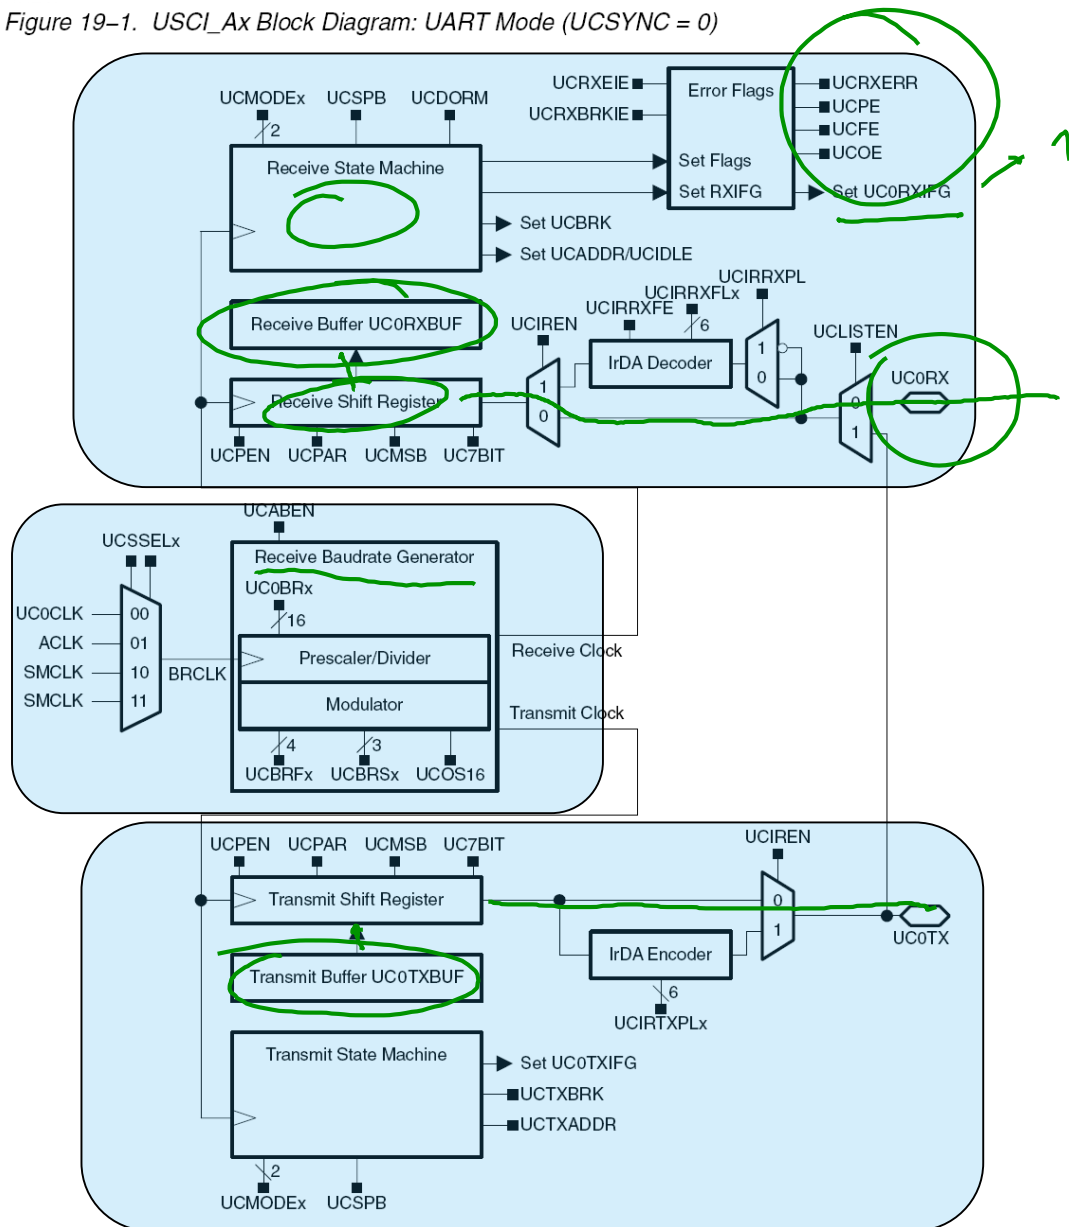 Figure 19−1. USCI_Ax Block Diagram: UART Mode (UCSYNC = 0)
UCMODEx
UCSPB
UCDORM
2
Receive State Machine
UCRXEIE
UCRXBRKIE
Error Flags
UCRXERR
UCPE
UCFE
UCOE
Set Flags
Set RXIFG
Set UC0RXIFG
Set UCBRK
Set UCADDR/UCIDLE
Receive Buffer UC0RXBUF
Receive Shift Register
UCPEN
UCPAR
UCMSB
UC7BIT
UCIREN
1
0
UCIRRXFE
UCIRRXFLx
6
IrDA Decoder
UCIRRXPL
1
0
UCLISTEN
0
1
UC0RX
UCABEN
UCSSELx
Receive Baudrate Generator
UC0BRx
16
UC0CLK
00
ACLK
01
SMCLK
10
SMCLK
11
BRCLK
Prescaler/Divider
Modulator
Receive Clock
Transmit Clock
4
3
UCBRFx
UCBRSx
UCOS16
UCPEN
UCPAR
UCMSB
UC7BIT
Transmit Shift Register
UCIREN
0
1
UC0TX
Transmit Buffer UC0TXBUF
IrDA Encoder
6
UCIRTXPLx
Transmit State Machine
Set UC0TXIFG
UCTXBRK
UCTXADDR
2
UCMODEx
UCSPB